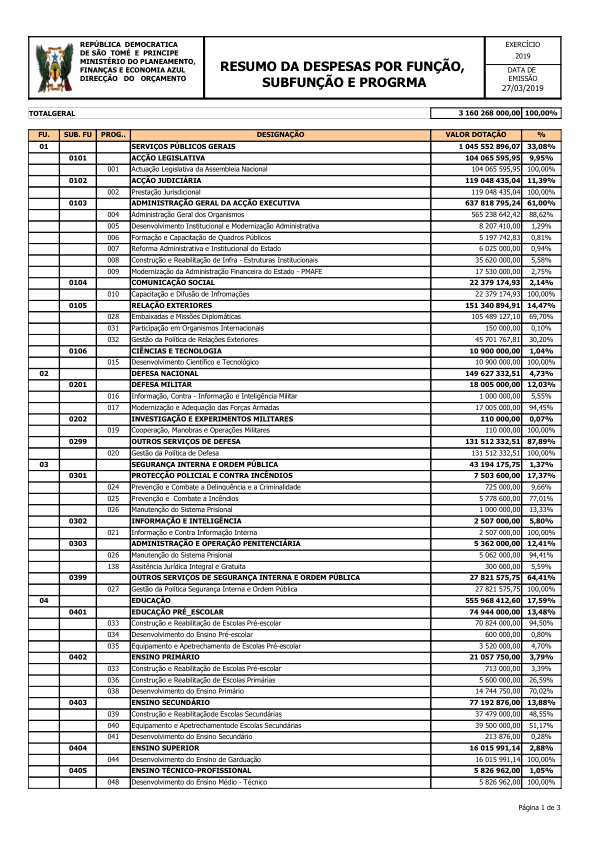 REPÚBLICA DEMOCRATICA
DE SÃO TOMÉ E PRINCIPE
MINISTÉRIO DO PLANEAMENTO,
FINANÇAS E ECONOMIA AZUL
DIRECÇÃO DO ORÇAMENTO
RESUMO DA DESPESAS POR FUNÇÃO,
SUBFUNÇÃO E PROGRMA
EXERCÍCIO
2019
DATA DE
EMISSÃO
27/03/2019
TOTALGERAL 3 160 268 000,00 100,00%
FU. SUB. FU PROG.. DESIGNAÇÃO VALOR DOTAÇÃO %
01 SERVIÇOS PÚBLICOS GERAIS 1 045 552 896,07 33,08%
0101 ACÇÃO LEGISLATIVA 104 065 595,95 9,95%
001 Actuação Legislativa da Assembleia Nacional 104 065 595,95 100,00%
0102 ACÇÃO JUDICIÁRIA 119 048 435,04 11,39%
002 Prestação Jurisdicional 119 048 435,04 100,00%
0103 ADMINISTRAÇÃO GERAL DA ACÇÃO EXECUTIVA 637 818 795,24 61,00%
004 Administração Geral dos Organismos 565 238 642,42 88,62%
005 Desenvolvimento Institucional e Modernização Administrativa 8 207 410,00 1,29%
006 Formação e Capacitação de Quadros Públicos 5 197 742,83 0,81%
007 Reforma Administrativa e Institucional do Estado 6 025 000,00 0,94%
008 Construção e Reabilitação de Infra - Estruturas Institucionais 35 620 000,00 5,58%
009 Modernização da Administração Financeira do Estado - PMAFE 17 530 000,00 2,75%
0104 COMUNICAÇÃO SOCIAL 22 379 174,93 2,14%
010 Capacitação e Difusão de Infromações 22 379 174,93 100,00%
0105 RELAÇÃO EXTERIORES 151 340 894,91 14,47%
028 Embaixadas e Missões Diplomáticas 105 489 127,10 69,70%
031 Participação em Organismos Internacionais 150 000,00 0,10%
032 Gestão da Política de Relações Exteriores 45 701 767,81 30,20%
0106 CIÊNCIAS E TECNOLOGIA 10 900 000,00 1,04%
015 Desenvolvimento Científico e Tecnológico 10 900 000,00 100,00%
02 DEFESA NACIONAL 149 627 332,51 4,73%
0201 DEFESA MILITAR 18 005 000,00 12,03%
016 Informação, Contra - Informação e Inteligência Militar 1 000 000,00 5,55%
017 Modernização e Adequação das Forças Armadas 17 005 000,00 94,45%
0202 INVESTIGAÇÃO E EXPERIMENTOS MILITARES 110 000,00 0,07%
019 Cooperação, Manobras e Operações Militares 110 000,00 100,00%
0299 OUTROS SERVIÇOS DE DEFESA 131 512 332,51 87,89%
020 Gestão da Política de Defesa 131 512 332,51 100,00%
03 SEGURANÇA INTERNA E ORDEM PÚBLICA 43 194 175,75 1,37%
0301 PROTECÇÃO POLICIAL E CONTRA INCÊNDIOS 7 503 600,00 17,37%
024 Prevenção e Combate a Delinquência e a Criminalidade 725 000,00 9,66%
025 Prevenção e Combate a Incêndios 5 778 600,00 77,01%
026 Manutenção do Sistema Prisional 1 000 000,00 13,33%
0302 INFORMAÇÃO E INTELIGÊNCIA 2 507 000,00 5,80%
021 Informação e Contra Informação Interna 2 507 000,00 100,00%
0303 ADMINISTRAÇÃO E OPERAÇÃO PENITENCIÁRIA 5 362 000,00 12,41%
026 Manutenção do Sistema Prisional 5 062 000,00 94,41%
138 Assitência Jurídica Integral e Gratuita 300 000,00 5,59%
0399 OUTROS SERVIÇOS DE SEGURANÇA INTERNA E ORDEM PÚBLICA 27 821 575,75 64,41%
027 Gestão da Política Segurança Interna e Ordem Pública 27 821 575,75 100,00%
04 EDUCAÇÃO 555 968 412,60 17,59%
0401 EDUCAÇÃO PRÉ_ESCOLAR 74 944 000,00 13,48%
033 Construção e Reabilitação de Escolas Pré-escolar 70 824 000,00 94,50%
034 Desenvolvimento do Ensino Pré-escolar 600 000,00 0,80%
035 Equipamento e Apetrechamento de Escolas Pré-escolar 3 520 000,00 4,70%
0402 ENSINO PRIMÁRIO 21 057 750,00 3,79%
033 Construção e Reabilitação de Escolas Pré-escolar 713 000,00 3,39%
036 Construção e Reabilitação de Escolas Primárias 5 600 000,00 26,59%
038 Desenvolvimento do Ensino Primário 14 744 750,00 70,02%
0403 ENSINO SECUNDÁRIO 77 192 876,00 13,88%
039 Construção e Reabilitaçãode Escolas Secundárias 37 479 000,00 48,55%
040 Equipamento e Apetrechamentode Escolas Secundárias 39 500 000,00 51,17%
041 Desenvolvimento do Ensino Secundário 213 876,00 0,28%
0404 ENSINO SUPERIOR 16 015 991,14 2,88%
044 Desenvolvimento do Ensino de Garduação 16 015 991,14 100,00%
0405 ENSINO TÉCNICO-PROFISSIONAL 5 826 962,00 1,05%
048 Desenvolvimento do Ensino Médio - Técnico 5 826 962,00 100,00%
Página 1 de 3